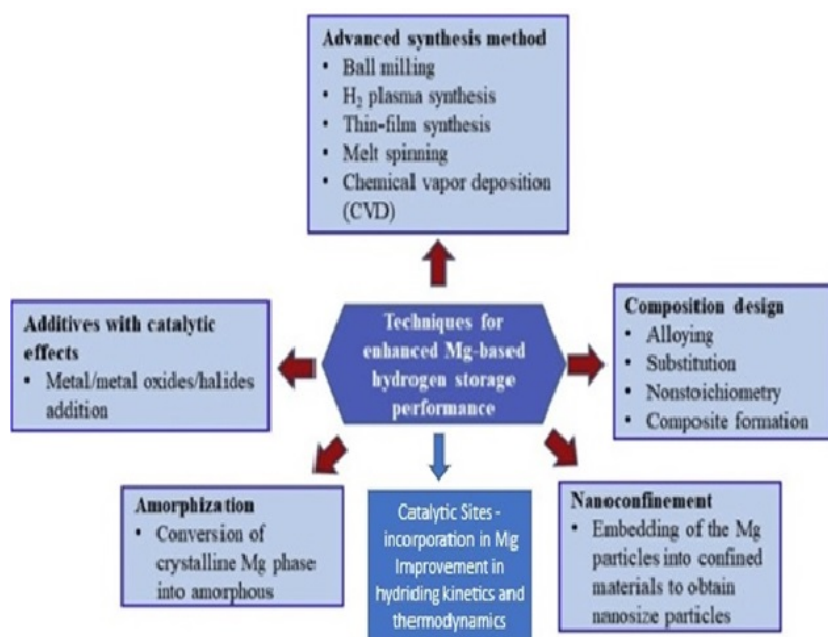 Advanced synthesis method
• Ball milling
• H₂ plasma synthesis
• Thin-film synthesis
• Melt spinning
• Chemical vapor deposition
(CVD)
Additives with catalytic
effects
• Metal/metal oxides/halides
addition
Techniques for
enhanced Mg-based
hydrogen storage
performance
Composition design
• Alloying
• Substitution
• Nonstoichiometry
• Composite formation
Amorphization
• Conversion of
crystalline Mg phase
into amorphous
Catalytic Sites -
incorporation in Mg
Improvement in
hydriding kinetics and
thermodynamics
Nanoconfinement
• Embedding of the Mg
particles into confined
materials to obtain
nanosize particles